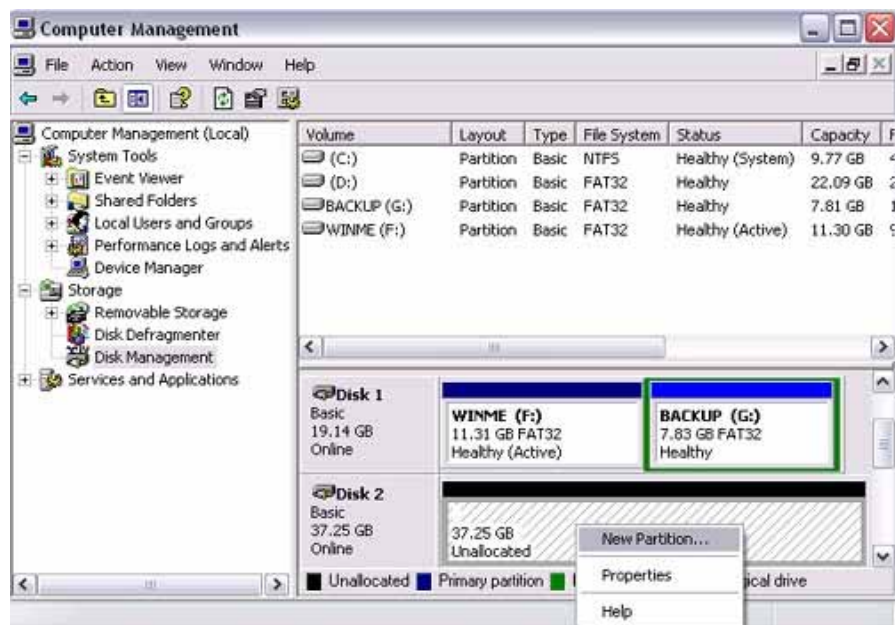 Computer Management
File Action View Window Help
Computer Management (Local)
System Tools
Event Viewer
Shared Folders
Local Users and Groups
Performance Logs and Alerts
Device Manager
Storage
Removable Storage
Disk Defragmenter
Disk Management
Services and Applications
Volume Layout Type File System Status Capacity
(C:) Partition Basic NTFS Healthy (System) 9.77 GB
(D:) Partition Basic FAT32 Healthy 22.09 GB
BACKUP (G:) Partition Basic FAT32 Healthy 7.81 GB
WINME (F:) Partition Basic FAT32 Healthy (Active) 11.30 GB
Disk 1
Basic
19.14 GB
Online
WINME (F:)
11.31 GB FAT32
Healthy (Active)
BACKUP (G:)
7.83 GB FAT32
Healthy
Disk 2
Basic
37.25 GB
Online
37.25 GB
Unallocated
New Partition...
Properties
Help
Unallocated Primary partition ical drive